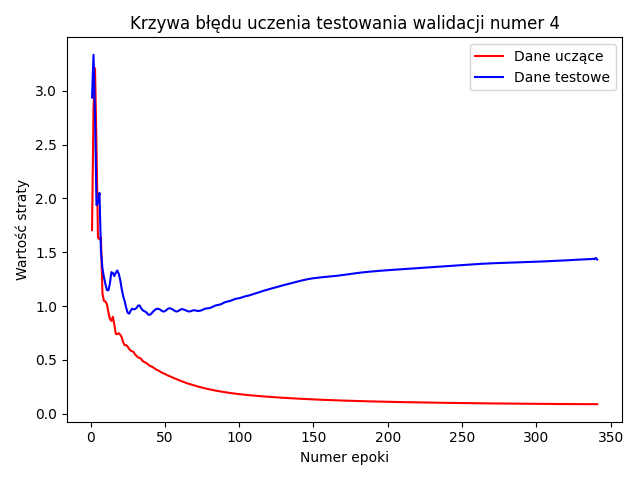 Krzywa błędu uczenia testowania walidacji numer 4
Dane uczące
Dane testowe
Wartość straty
3.0
2.5
2.0
1.5
1.0
0.5
0.0
0 50 100 150 200 250 300 350
Numer epoki